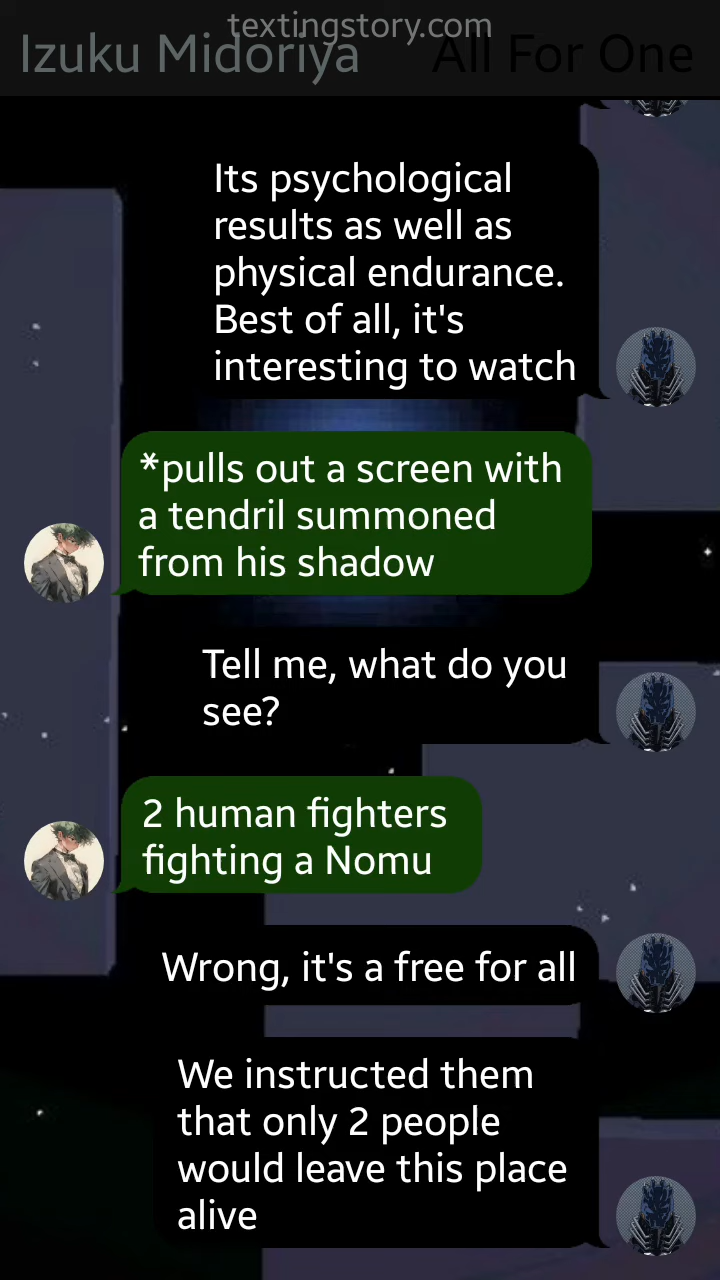 textingstory.com
Izuku Midoriya All For One
Its psychological
results as well as
physical endurance.
Best of all, it's
interesting to watch
*pulls out a screen with
a tendril summoned
from his shadow
Tell me, what do you
see?
2 human fighters
fighting a Nomu
Wrong, it's a free for all
We instructed them
that only 2 people
would leave this place
alive